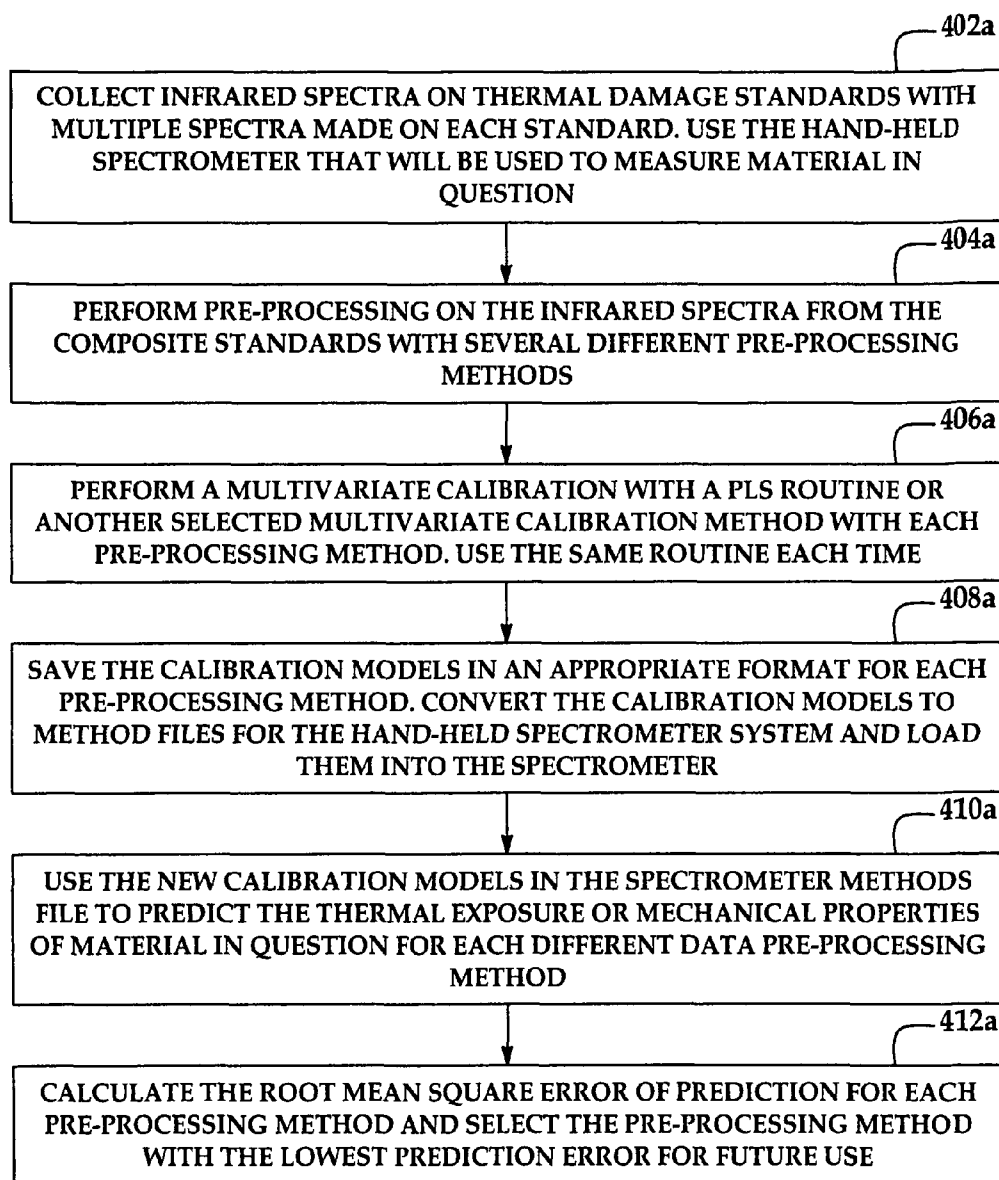 402a
COLLECT INFRARED SPECTRA ON THERMAL DAMAGE STANDARDS WITH
MULTIPLE SPECTRA MADE ON EACH STANDARD. USE THE HAND-HELD
SPECTROMETER THAT WILL BE USED TO MEASURE MATERIAL IN
QUESTION
404a
PERFORM PRE-PROCESSING ON THE INFRARED SPECTRA FROM THE
COMPOSITE STANDARDS WITH SEVERAL DIFFERENT PRE-PROCESSING
METHODS
406a
PERFORM A MULTIVARIATE CALIBRATION WITH A PLS ROUTINE OR
ANOTHER SELECTED MULTIVARIATE CALIBRATION METHOD WITH EACH
PRE-PROCESSING METHOD. USE THE SAME ROUTINE EACH TIME
408a
SAVE THE CALIBRATION MODELS IN AN APPROPRIATE FORMAT FOR EACH
PRE-PROCESSING METHOD. CONVERT THE CALIBRATION MODELS TO
METHOD FILES FOR THE HAND-HELD SPECTROMETER SYSTEM AND LOAD
THEM INTO THE SPECTROMETER
410a
USE THE NEW CALIBRATION MODELS IN THE SPECTROMETER METHODS
FILE TO PREDICT THE THERMAL EXPOSURE OR MECHANICAL PROPERTIES
OF MATERIAL IN QUESTION FOR EACH DIFFERENT DATA PRE-PROCESSING
METHOD
412a
CALCULATE THE ROOT MEAN SQUARE ERROR OF PREDICTION FOR EACH
PRE-PROCESSING METHOD AND SELECT THE PRE-PROCESSING METHOD
WITH THE LOWEST PREDICTION ERROR FOR FUTURE USE